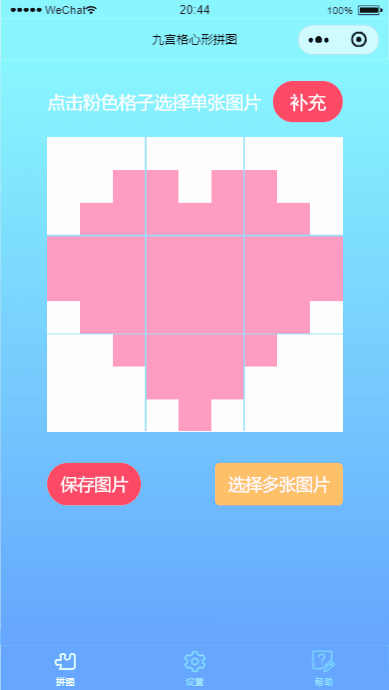 ●●●●● WeChat 20:44 100%
九宫格心形拼图
点击粉色格子选择单张图片 补充
保存图片 选择多张图片
拼图 设置 帮助